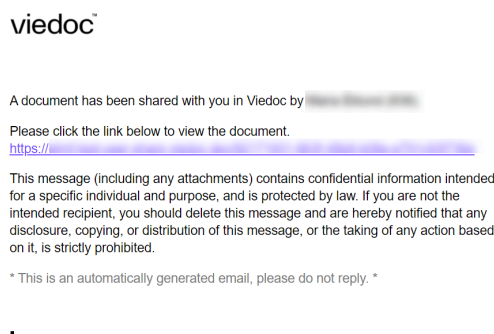 viedoc™
A document has been shared with you in Viedoc by
Please click the link below to view the document.
https://
This message (including any attachments) contains confidential information intended
for a specific individual and purpose, and is protected by law. If you are not the
intended recipient, you should delete this message and are hereby notified that any
disclosure, copying, or distribution of this message, or the taking of any action based
on it, is strictly prohibited.
* This is an automatically generated email, please do not reply. *